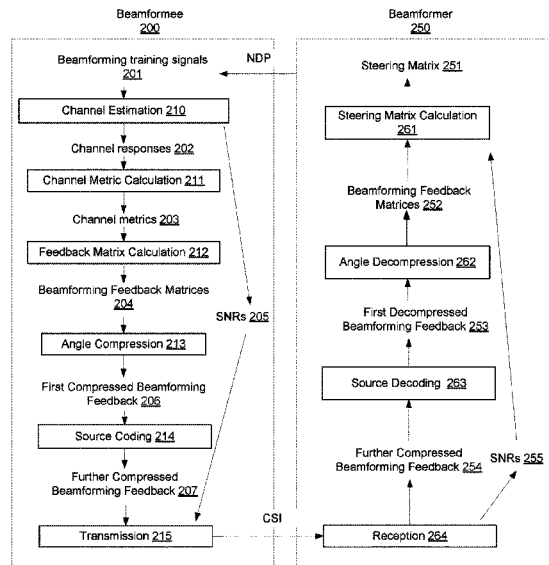 Beamformee
200
Beamforming training signals
201
Channel Estimation 210
Channel responses 202
Channel Metric Calculation 211
Channel metrics 203
Feedback Matrix Calculation 212
Beamforming Feedback Matrices
204
SNRs 205
Angle Compression 213
First Compressed Beamforming
Feedback 206
Source Coding 214
Further Compressed
Beamforming Feedback 207
Transmission 215
NDP
CSI
Beamformer
250
Steering Matrix 251
Steering Matrix Calculation
261
Beamforming Feedback
Matrices 252
Angle Decompression 262
First Decompressed
Beamforming Feedback 253
Source Decoding 263
Further Compressed
Beamforming Feedback 254
SNRs 255
Reception 264